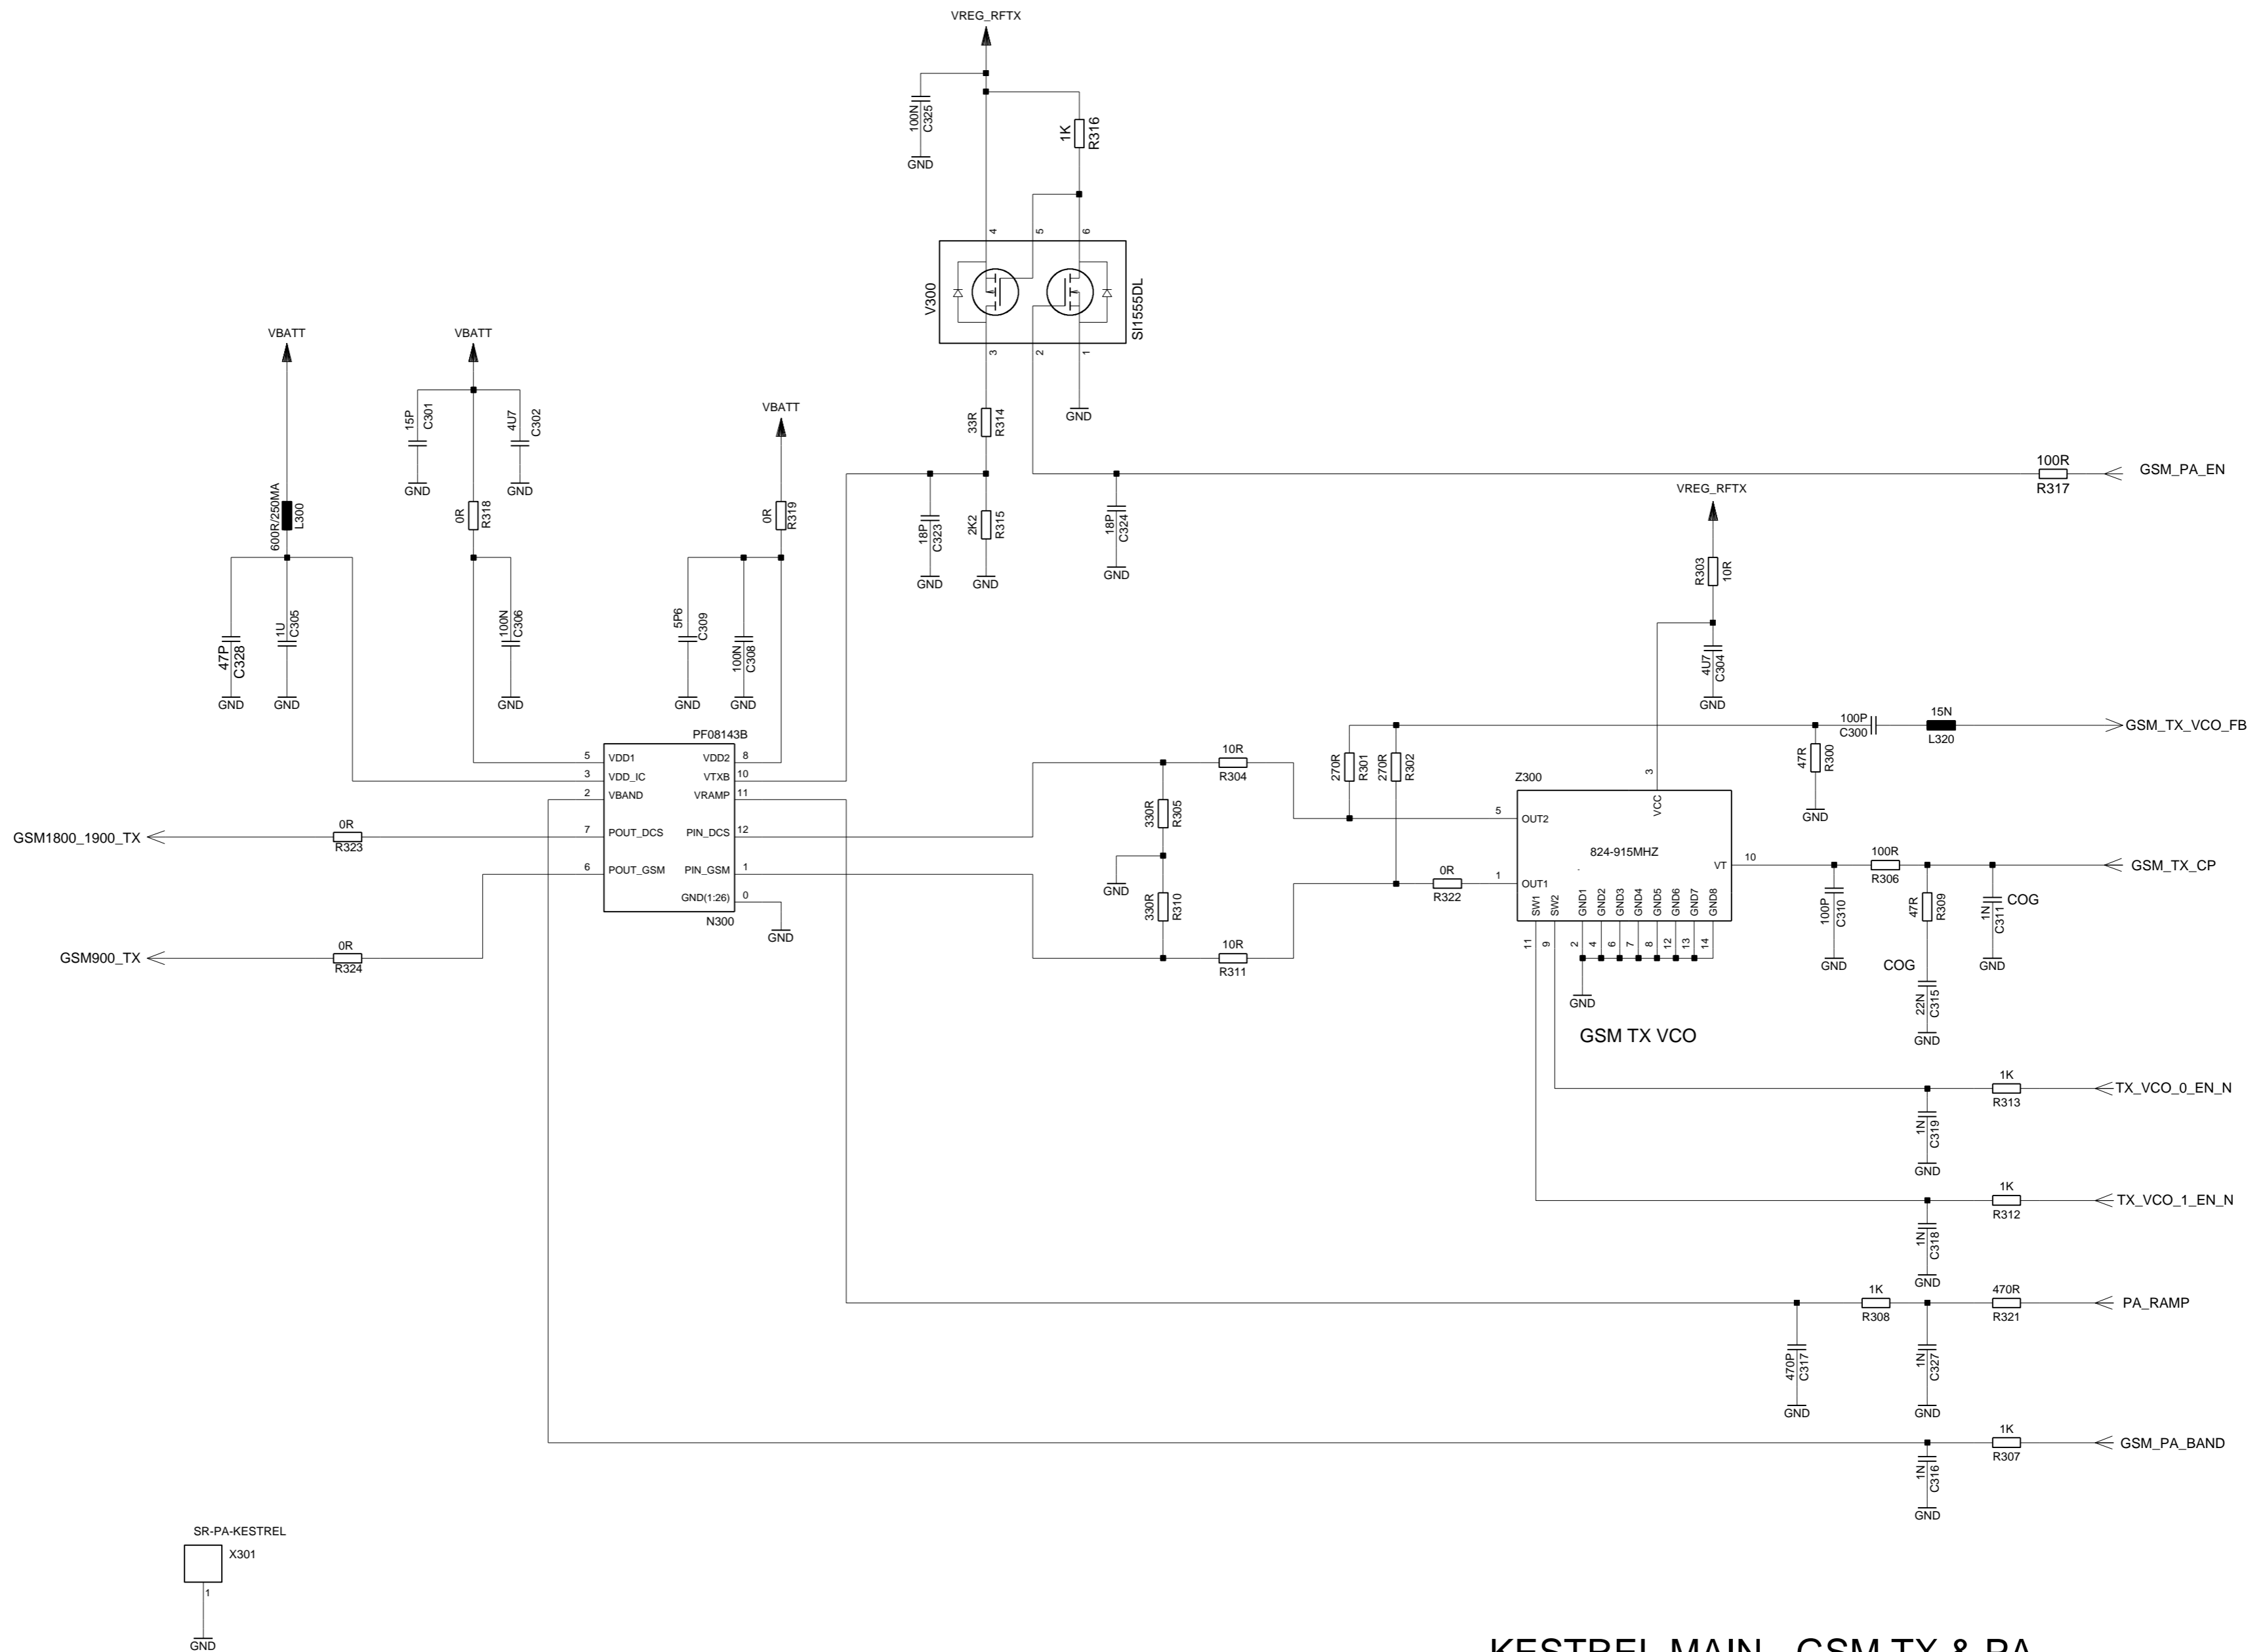 VREG_RFTX
100N
C325
GND
1K
R316
4
5
6
V300
SI1555DL
3
2
1
GND
VBATT
VBATT
VBATT
15P
C301
GND
4U7
C302
GND
33R
R314
600R/250MA
L300
0R
R318
0R
R319
18P
C323
GND
2K2
R315
GND
18P
C324
GND
100R
R317
GSM_PA_EN
VREG_RFTX
R303
10R
47P
C328
GND
1U
C305
GND
100N
C306
GND
5P6
C309
GND
100N
C308
GND
4U7
C304
GND
PF08143B
5
VDD1
VDD2
8
3
VDD_IC
VTXB
10
2
VBAND
VRAMP
11
7
POUT_DCS
PIN_DCS
12
6
POUT_GSM
PIN_GSM
1
GND(1:26)
0
N300
GND
GSM1800_1900_TX
0R
R323
GSM900_TX
0R
R324
10R
R304
330R
R305
GND
330R
R310
10R
R311
270R
R301
270R
R302
0R
R322
100P
C300
15N
L320
GSM_TX_VCO_FB
47R
R300
GND
Z300
3
VCC
5
OUT2
824-915MHZ
VT
10
1
OUT1
SW1
SW2
GND1
GND2
GND3
GND4
GND5
GND6
GND7
GND8
11
9
2
4
6
7
8
12
13
14
GND
GSM TX VCO
100R
R306
GSM_TX_CP
100P
C310
GND
47R
R309
1N
C311
COG
GND
COG
22N
C315
GND
1K
R313
TX_VCO_0_EN_N
1N
C319
GND
1K
R312
TX_VCO_1_EN_N
1N
C318
GND
1K
R308
470R
R321
PA_RAMP
470P
C317
GND
1N
C327
GND
1K
R307
GSM_PA_BAND
1N
C316
GND
SR-PA-KESTREL
X301
1
GND